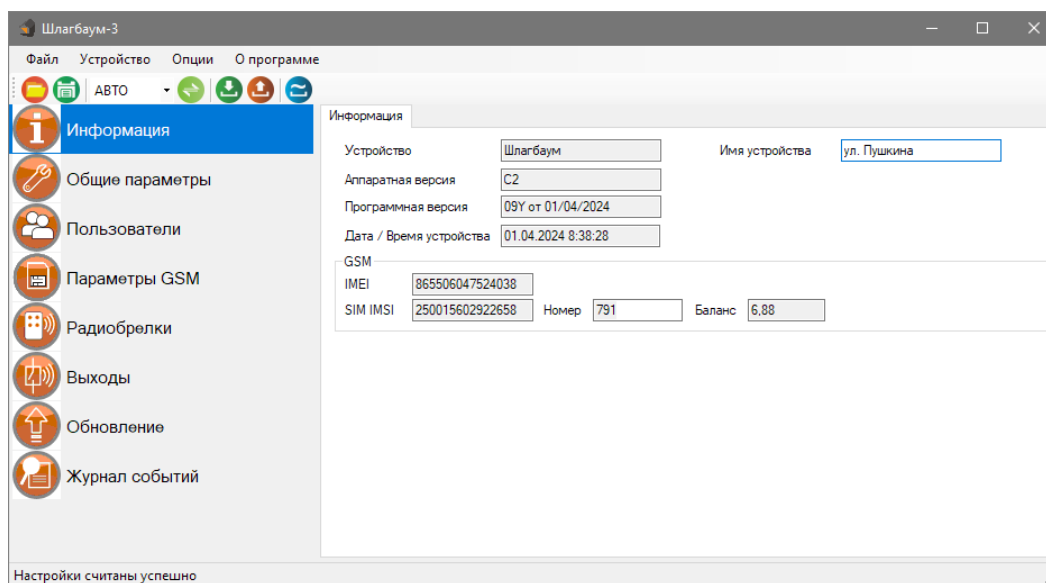 Шлагбаум-3
Файл Устройство Опции О программе
АВТО
Информация
Общие параметры
Пользователи
Параметры GSM
Радиобрелки
Выходы
Обновление
Журнал событий
Информация
Устройство Шлагбаум Имя устройства ул. Пушкина
Аппаратная версия C2
Программная версия 09Y от 01/04/2024
Дата / Время устройства 01.04.2024 8:38:28
GSM
IMEI 865506047524038
SIM IMSI 250015602922658 Номер 791 Баланс 6,88
Настройки считаны успешно